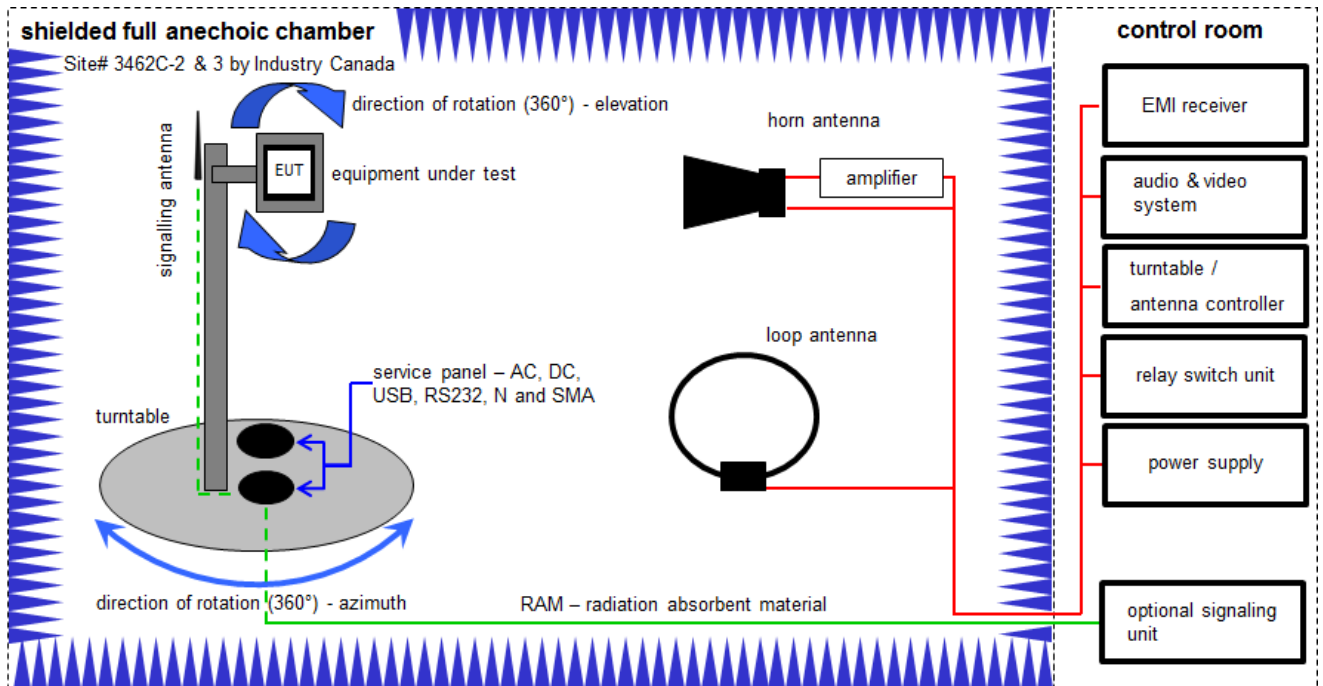 shielded full anechoic chamber
Site# 3462C-2 & 3 by Industry Canada
direction of rotation (360°) - elevation
signalling antenna
EUT
equipment under test
horn antenna
amplifier
loop antenna
service panel – AC, DC,
USB, RS232, N and SMA
turntable
direction of rotation (360°) - azimuth
RAM – radiation absorbent material
control room
EMI receiver
audio & video
system
turntable /
antenna controller
relay switch unit
power supply
optional signaling
unit